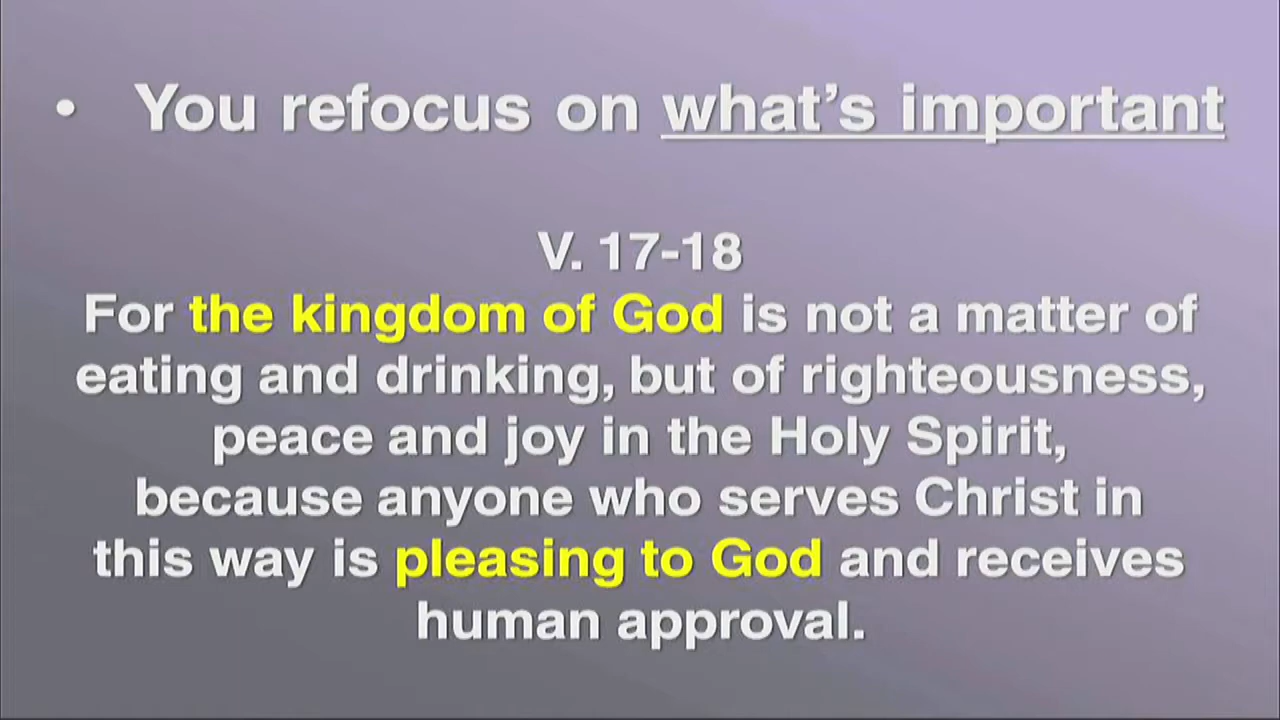 • You refocus on what’s important
V. 17-18
For the kingdom of God is not a matter of
eating and drinking, but of righteousness,
peace and joy in the Holy Spirit,
because anyone who serves Christ in
this way is pleasing to God and receives
human approval.